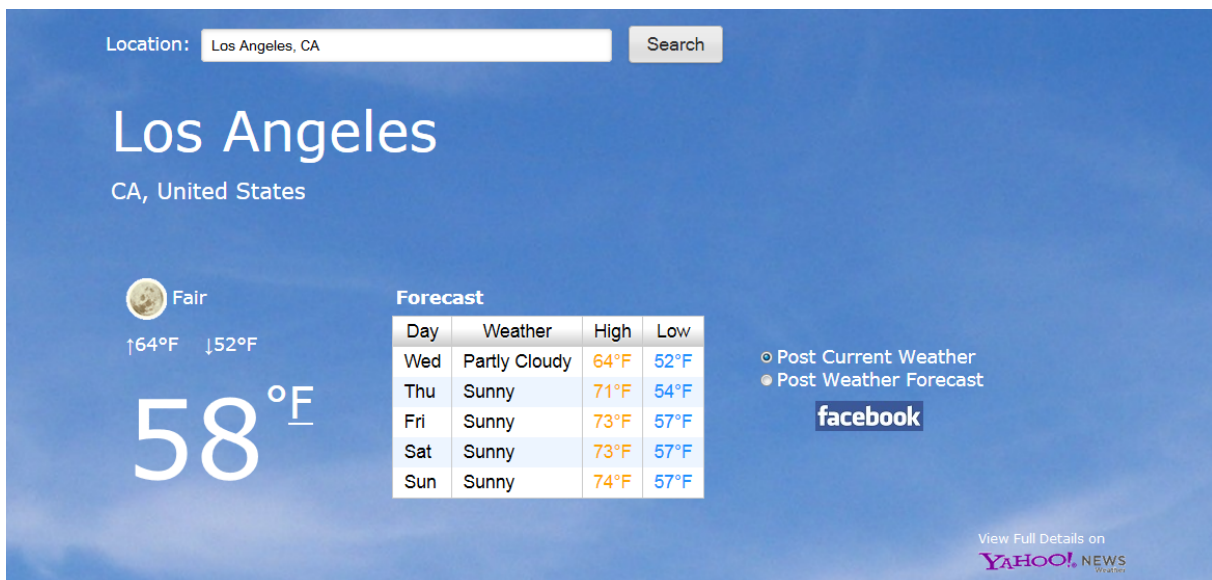 Location: Los Angeles, CA Search
Los Angeles
CA, United States
Fair
↑64°F ↓52°F
58°F
Forecast
Day Weather High Low
Wed Partly Cloudy 64°F 52°F
Thu Sunny 71°F 54°F
Fri Sunny 73°F 57°F
Sat Sunny 73°F 57°F
Sun Sunny 74°F 57°F
Post Current Weather
Post Weather Forecast
facebook
View Full Details on
YAHOO! NEWS
Weather